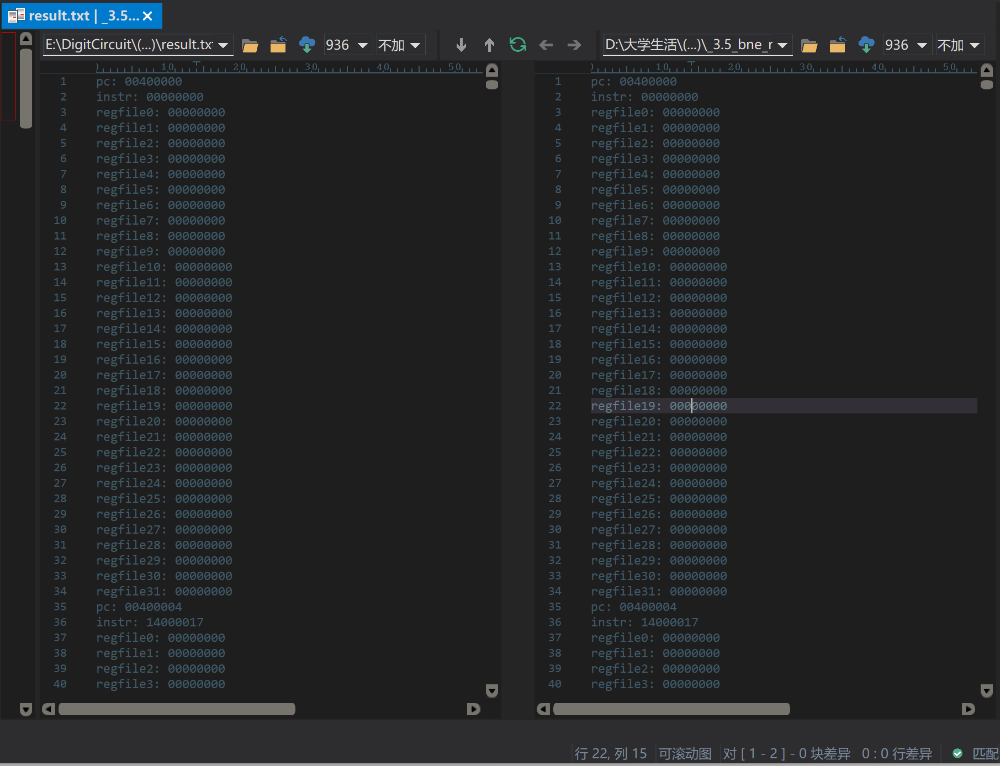 result.txt | _3.5...
E:\DigitCircuit\(...)\result.txt 936 不加
D:\大学生活\(...)\_3.5_bne_r 936 不加
0 10 20 30 40 50
1 pc: 00400000
2 instr: 00000000
3 regfile0: 00000000
4 regfile1: 00000000
5 regfile2: 00000000
6 regfile3: 00000000
7 regfile4: 00000000
8 regfile5: 00000000
9 regfile6: 00000000
10 regfile7: 00000000
11 regfile8: 00000000
12 regfile9: 00000000
13 regfile10: 00000000
14 regfile11: 00000000
15 regfile12: 00000000
16 regfile13: 00000000
17 regfile14: 00000000
18 regfile15: 00000000
19 regfile16: 00000000
20 regfile17: 00000000
21 regfile18: 00000000
22 regfile19: 00000000
23 regfile20: 00000000
24 regfile21: 00000000
25 regfile22: 00000000
26 regfile23: 00000000
27 regfile24: 00000000
28 regfile25: 00000000
29 regfile26: 00000000
30 regfile27: 00000000
31 regfile28: 00000000
32 regfile29: 00000000
33 regfile30: 00000000
34 regfile31: 00000000
35 pc: 00400004
36 instr: 14000017
37 regfile0: 00000000
38 regfile1: 00000000
39 regfile2: 00000000
40 regfile3: 00000000
0 10 20 30 40 50
1 pc: 00400000
2 instr: 00000000
3 regfile0: 00000000
4 regfile1: 00000000
5 regfile2: 00000000
6 regfile3: 00000000
7 regfile4: 00000000
8 regfile5: 00000000
9 regfile6: 00000000
10 regfile7: 00000000
11 regfile8: 00000000
12 regfile9: 00000000
13 regfile10: 00000000
14 regfile11: 00000000
15 regfile12: 00000000
16 regfile13: 00000000
17 regfile14: 00000000
18 regfile15: 00000000
19 regfile16: 00000000
20 regfile17: 00000000
21 regfile18: 00000000
22 regfile19: 00000000
23 regfile20: 00000000
24 regfile21: 00000000
25 regfile22: 00000000
26 regfile23: 00000000
27 regfile24: 00000000
28 regfile25: 00000000
29 regfile26: 00000000
30 regfile27: 00000000
31 regfile28: 00000000
32 regfile29: 00000000
33 regfile30: 00000000
34 regfile31: 00000000
35 pc: 00400004
36 instr: 14000017
37 regfile0: 00000000
38 regfile1: 00000000
39 regfile2: 00000000
40 regfile3: 00000000
行 22, 列 15 可滚动图 对 [ 1 - 2 ] - 0 块差异 0 : 0 行差异 匹配